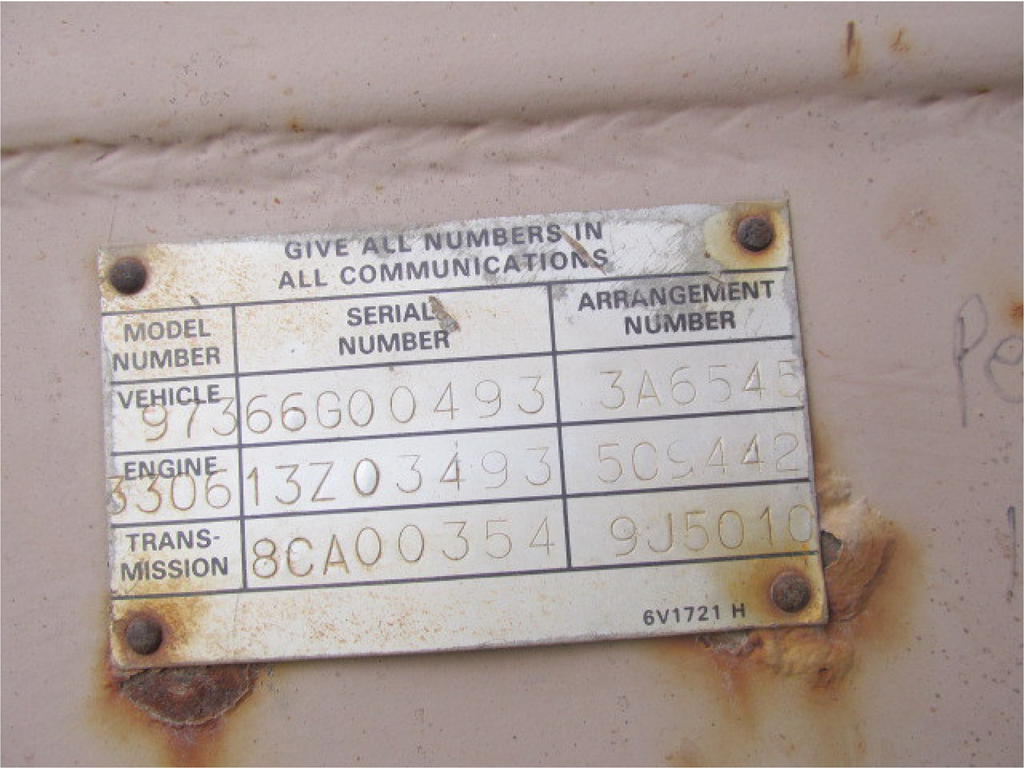 GIVE ALL NUMBERS IN
ALL COMMUNICATIONS
MODEL NUMBER SERIAL NUMBER ARRANGEMENT NUMBER
VEHICLE 973 66G00493 3A6545
ENGINE 3306 13Z03493 5C9442
TRANS-MISSION 8CA00354 9J5010
6V1721 H